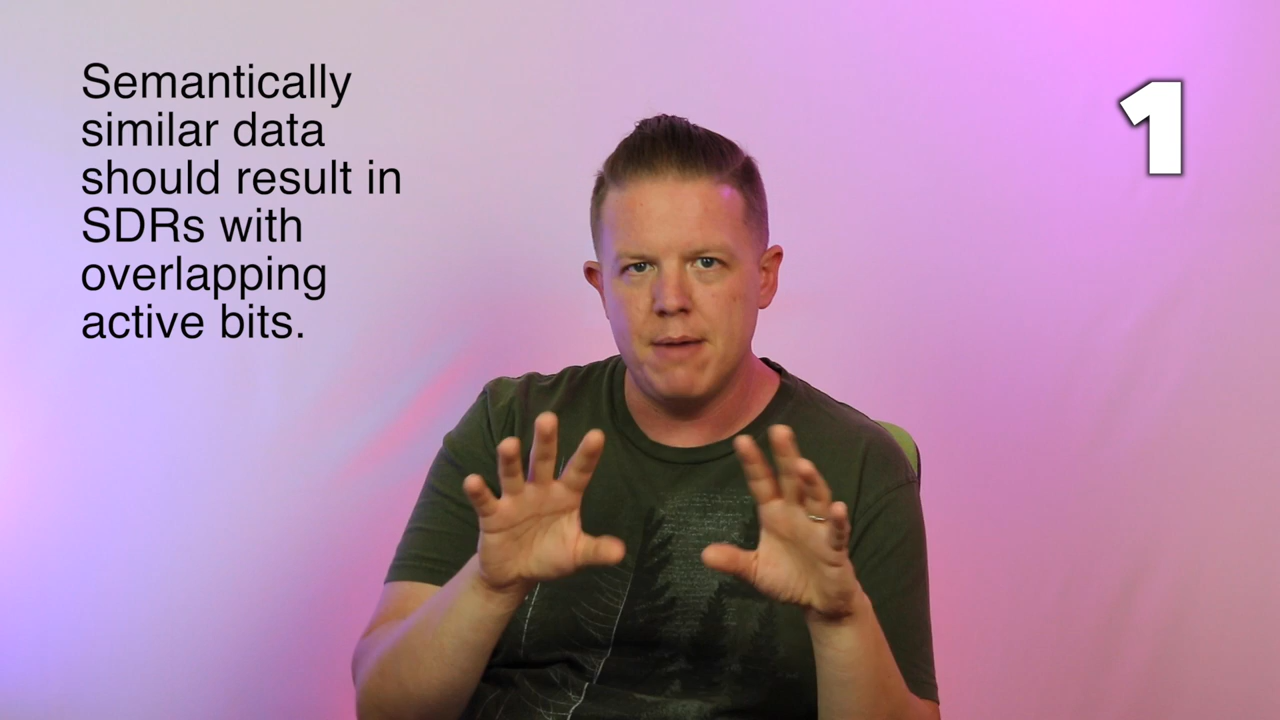 Semantically
similar data
should result in
SDRs with
overlapping
active bits.
1